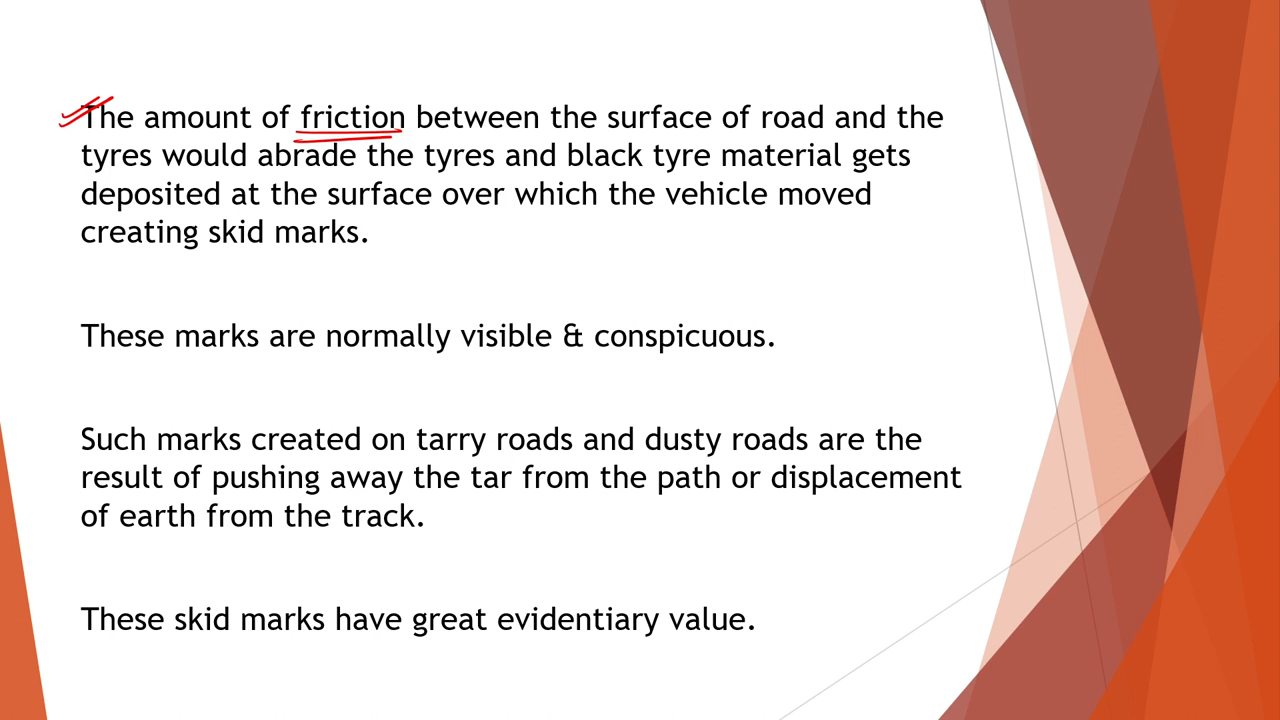 The amount of friction between the surface of road and the
tyres would abrade the tyres and black tyre material gets
deposited at the surface over which the vehicle moved
creating skid marks.
These marks are normally visible & conspicuous.
Such marks created on tarry roads and dusty roads are the
result of pushing away the tar from the path or displacement
of earth from the track.
These skid marks have great evidentiary value.